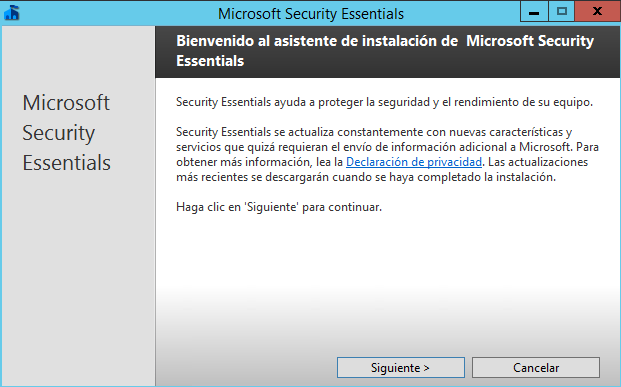 Microsoft Security Essentials
Bienvenido al asistente de instalación de  Microsoft Security
Essentials
Microsoft
Security
Essentials
Security Essentials ayuda a proteger la seguridad y el rendimiento de su equipo.
Security Essentials se actualiza constantemente con nuevas características y
servicios que quizá requieran el envío de información adicional a Microsoft. Para
obtener más información, lea la Declaración de privacidad. Las actualizaciones
más recientes se descargarán cuando se haya completado la instalación.
Haga clic en 'Siguiente' para continuar.
Siguiente >
Cancelar